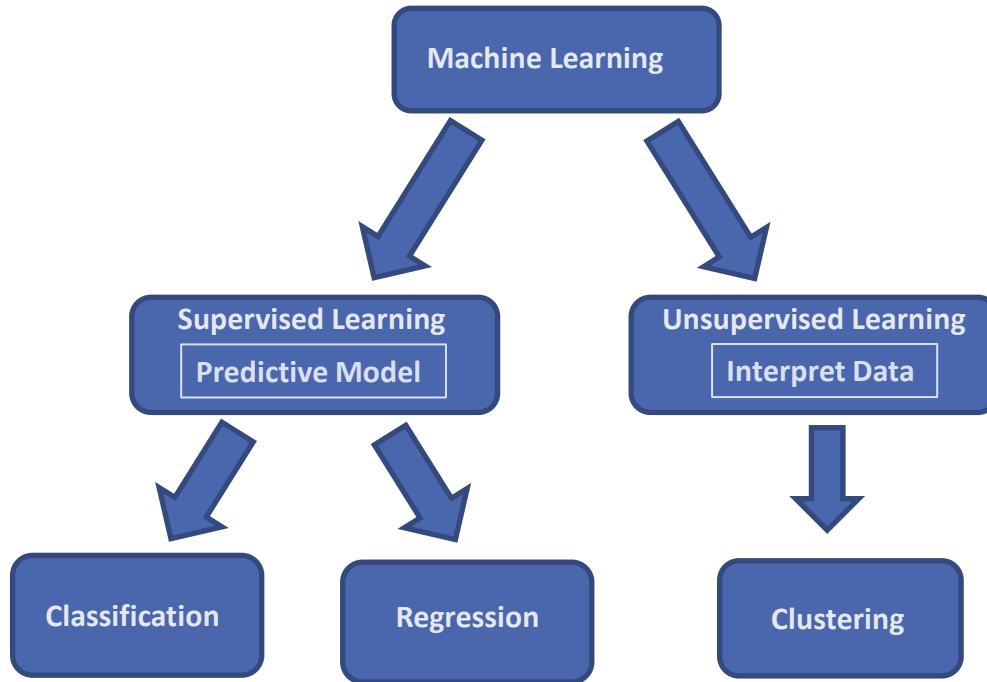 Machine Learning
Supervised Learning
Predictive Model
Unsupervised Learning
Interpret Data
Classification
Regression
Clustering